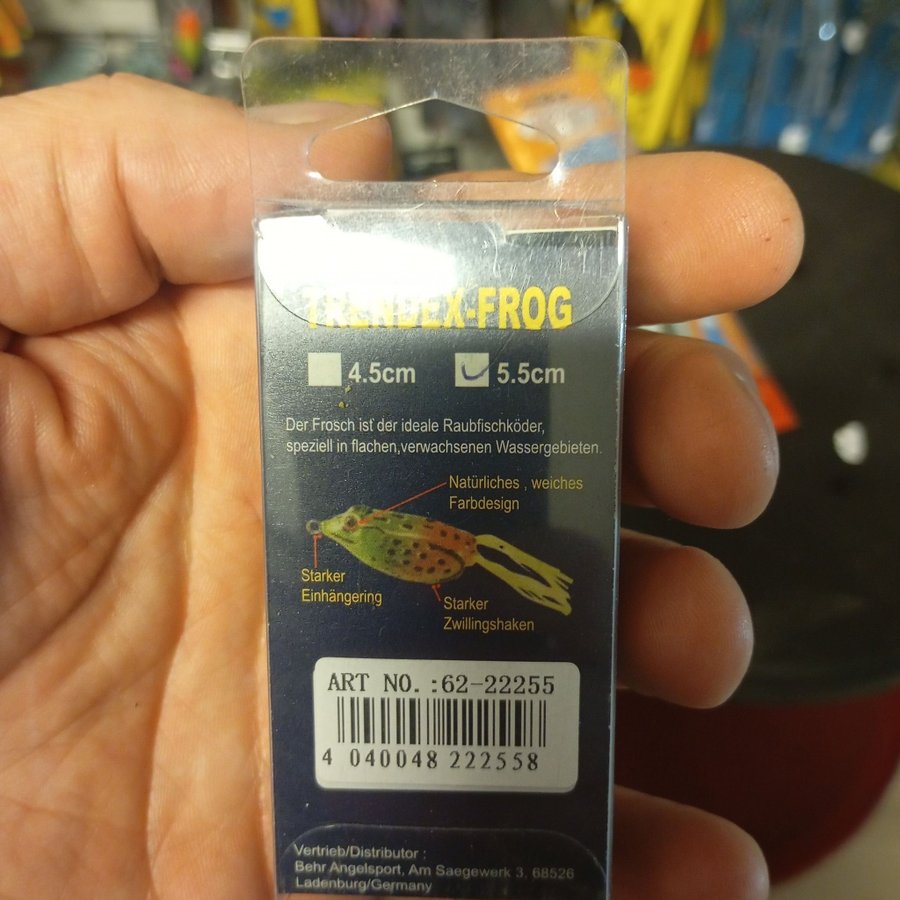 TRENDEX-FROG
4.5cm 5.5cm
Der Frosch ist der ideale Raubfischköder,
speziell in flachen,verwachsenen Wassergebieten.
Natürliches , weiches
Farbdesign
Starker
Einhängering
Starker
Zwillingshaken
ART NO.:62-22255
4 040048 222558
Vertrieb/Distributor :
Behr Angelsport, Am Saegewerk 3, 68526
Ladenburg/Germany